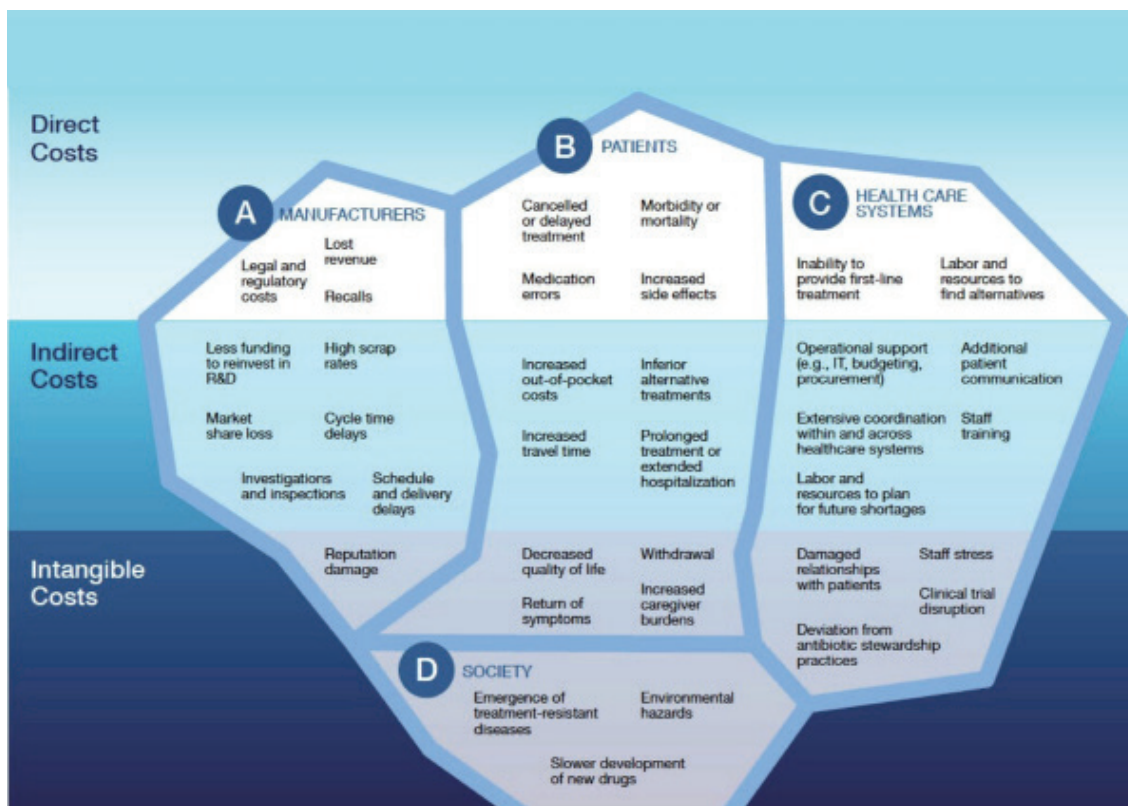 Direct
Costs
A
MANUFACTURERS
Lost
revenue
Legal and
regulatory
costs
Recalls
B
PATIENTS
Cancelled
or delayed
treatment
Morbidity or
mortality
Medication
errors
Increased
side effects
C
HEALTH CARE
SYSTEMS
Inability to
provide first-line
treatment
Labor and
resources to
find alternatives
Indirect
Costs
Less funding
to reinvest in
R&D
High scrap
rates
Market
share loss
Cycle time
delays
Investigations
and inspections
Schedule
and delivery
delays
Increased
out-of-pocket
costs
Inferior
alternative
treatments
Increased
travel time
Prolonged
treatment or
extended
hospitalization
Operational support
(e.g., IT, budgeting,
procurement)
Additional
patient
communication
Extensive coordination
within and across
healthcare systems
Staff
training
Labor and
resources to plan
for future shortages
Intangible
Costs
Reputation
damage
Decreased
quality of life
Withdrawal
Return of
symptoms
Increased
caregiver
burdens
Damaged
relationships
with patients
Staff stress
Clinical trial
disruption
Deviation from
antibiotic stewardship
practices
D
SOCIETY
Emergence of
treatment-resistant
diseases
Environmental
hazards
Slower development
of new drugs